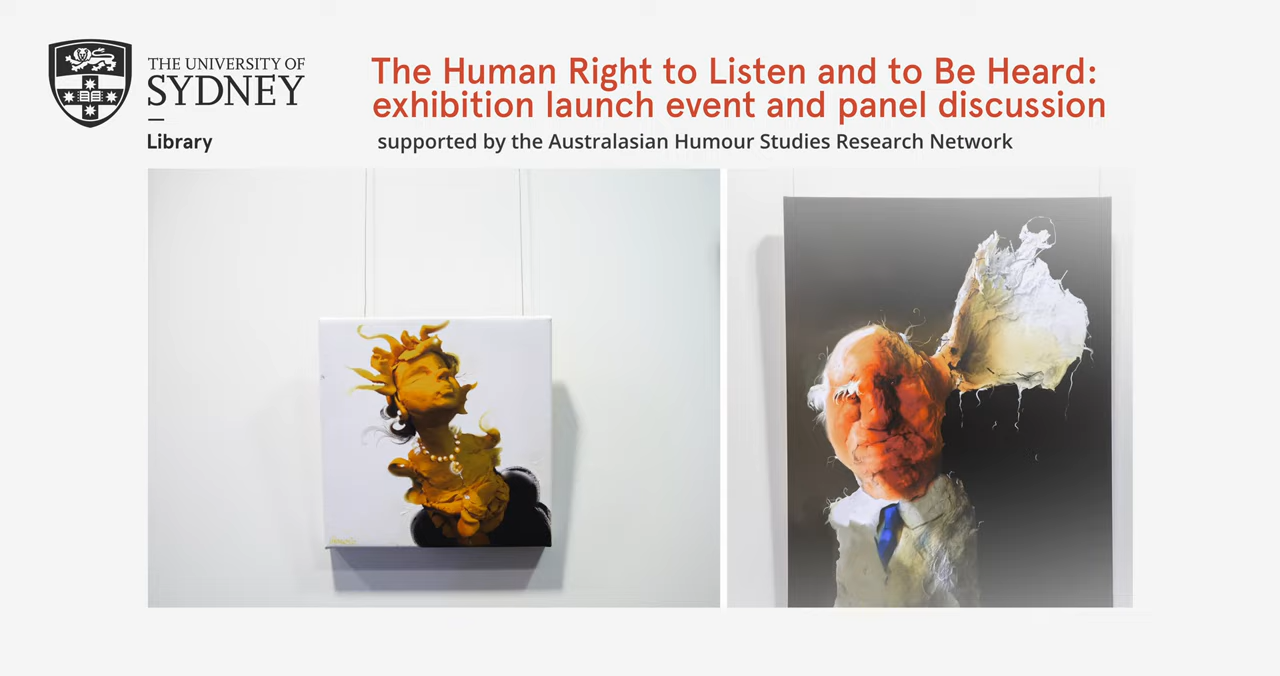 THE UNIVERSITY OF
SYDNEY
Library
The Human Right to Listen and to Be Heard:
exhibition launch event and panel discussion
supported by the Australasian Humour Studies Research Network